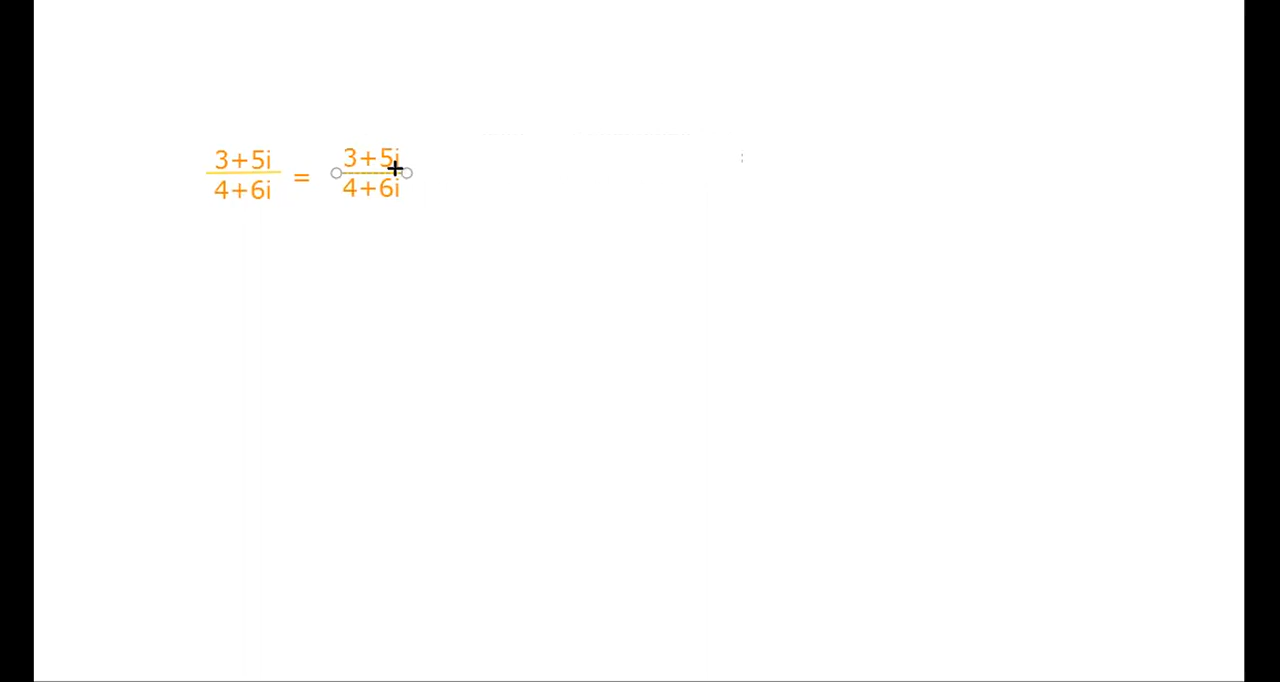 3+5i / 4+6i = 3+5i / 4+6i